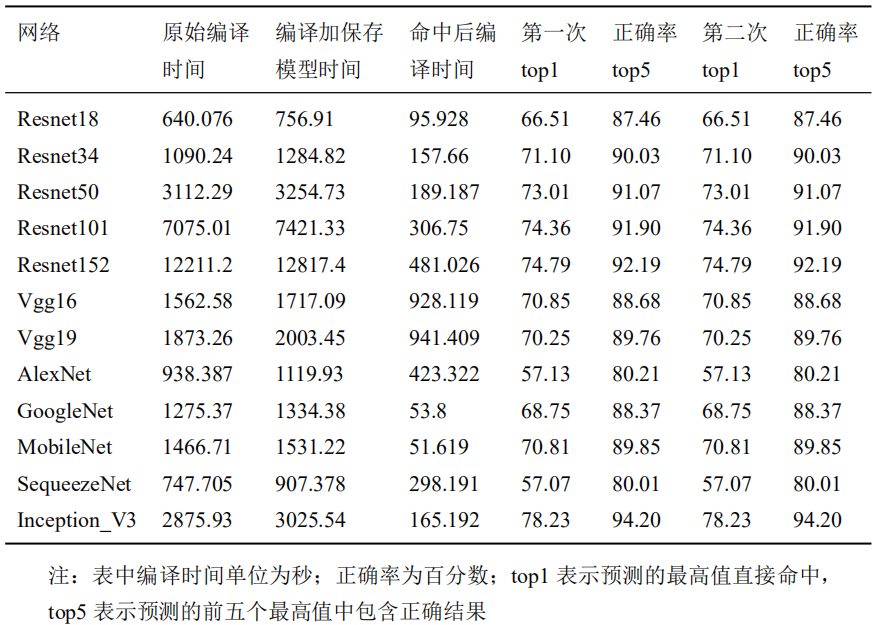 网络 原始编译 编译加保存 命中后编 第一次 正确率 第二次 正确率
时间 模型时间 译时间 top1 top5 top1 top5
Resnet18 640.076 756.91 95.928 66.51 87.46 66.51 87.46
Resnet34 1090.24 1284.82 157.66 71.10 90.03 71.10 90.03
Resnet50 3112.29 3254.73 189.187 73.01 91.07 73.01 91.07
Resnet101 7075.01 7421.33 306.75 74.36 91.90 74.36 91.90
Resnet152 12211.2 12817.4 481.026 74.79 92.19 74.79 92.19
Vgg16 1562.58 1717.09 928.119 70.85 88.68 70.85 88.68
Vgg19 1873.26 2003.45 941.409 70.25 89.76 70.25 89.76
AlexNet 938.387 1119.93 423.322 57.13 80.21 57.13 80.21
GoogleNet 1275.37 1334.38 53.8 68.75 88.37 68.75 88.37
MobileNet 1466.71 1531.22 51.619 70.81 89.85 70.81 89.85
SequeezeNet 747.705 907.378 298.191 57.07 80.01 57.07 80.01
Inception_V3 2875.93 3025.54 165.192 78.23 94.20 78.23 94.20
注：表中编译时间单位为秒；正确率为百分数；top1 表示预测的最高值直接命中，
top5 表示预测的前五个最高值中包含正确结果